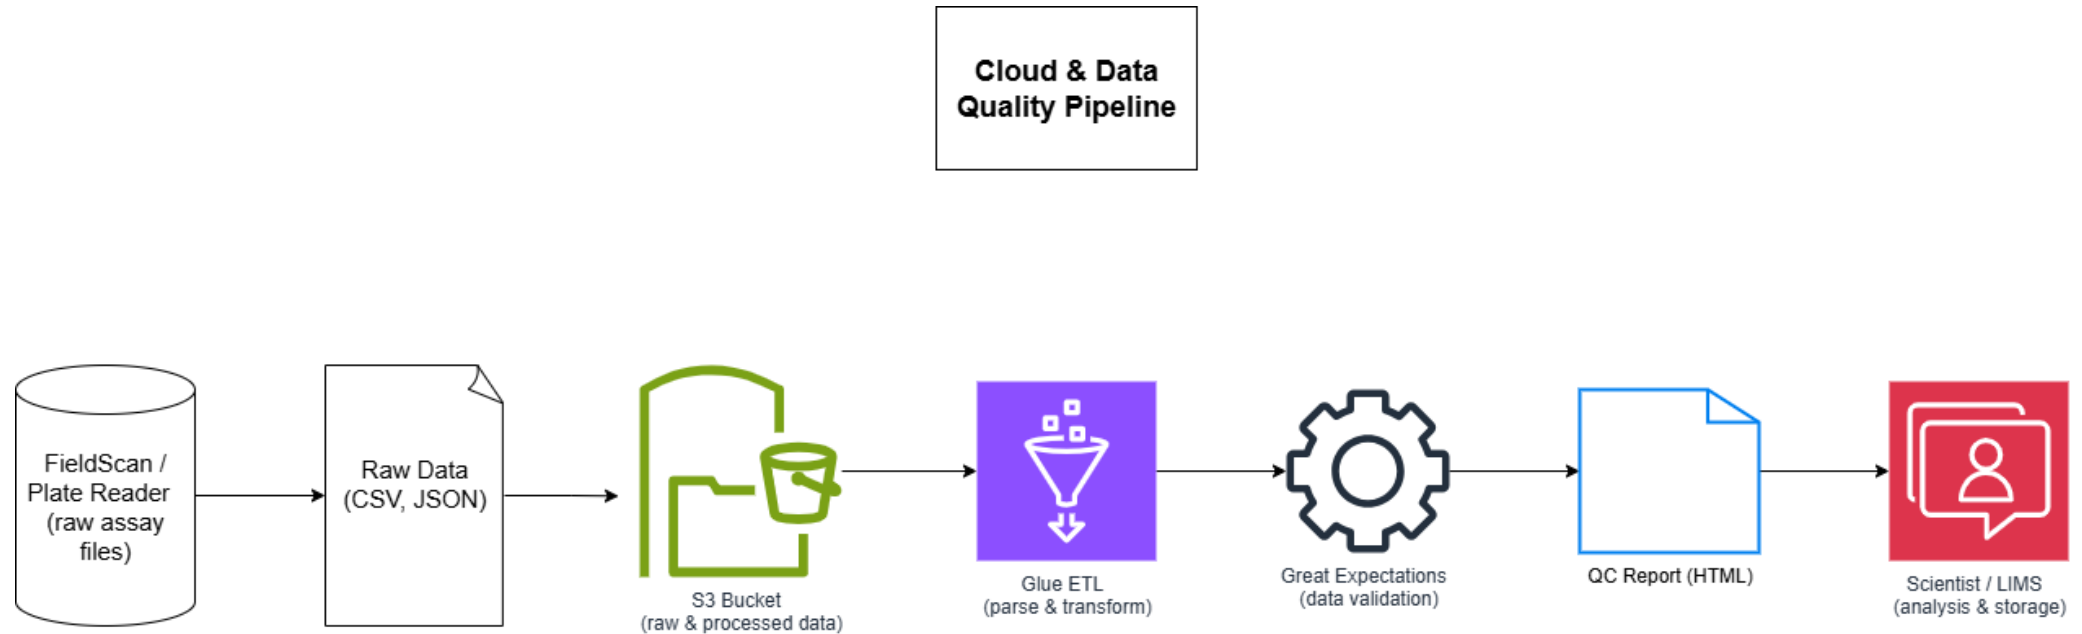 Cloud & Data
Quality Pipeline
FieldScan /
Plate Reader
(raw assay
files)
Raw Data
(CSV, JSON)
S3 Bucket
(raw & processed data)
Glue ETL
(parse & transform)
Great Expectations
(data validation)
QC Report (HTML)
Scientist / LIMS
(analysis & storage)